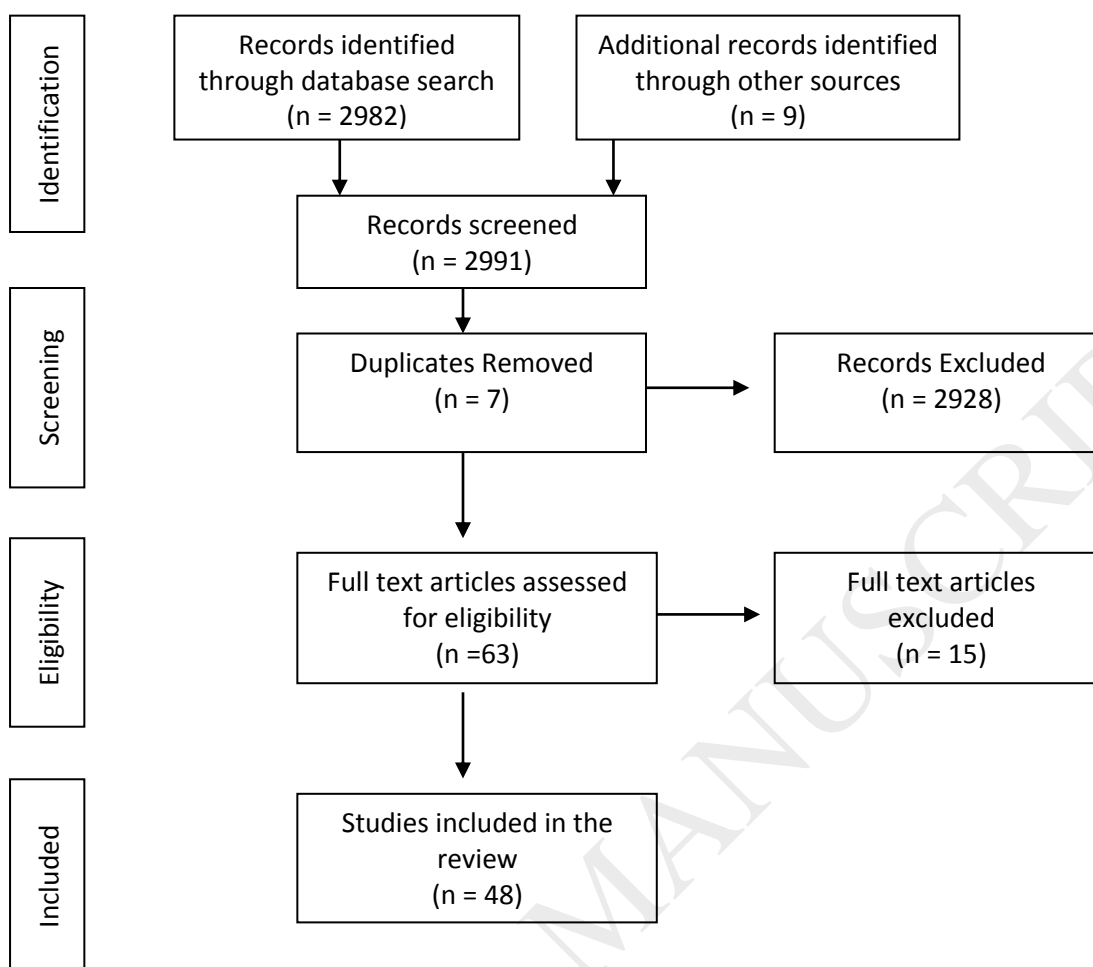 Identification
Records identified
through database search
(n = 2982)
Additional records identified
through other sources
(n = 9)
Records screened
(n = 2991)
Screening
Duplicates Removed
(n = 7)
Records Excluded
(n = 2928)
Eligibility
Full text articles assessed
for eligibility
(n =63)
Full text articles
excluded
(n = 15)
Included
Studies included in the
review
(n = 48)
MANUSCRI